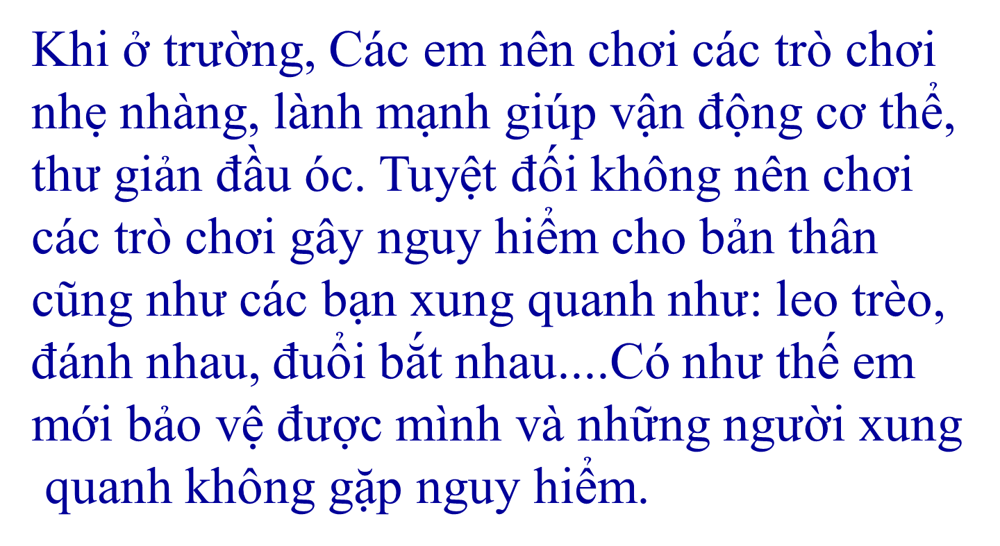 Khi ở trường, Các em nên chơi các trò chơi
nhẹ nhàng, lành mạnh giúp vận động cơ thể,
thư giản đầu óc. Tuyệt đối không nên chơi
các trò chơi gây nguy hiểm cho bản thân
cũng như các bạn xung quanh như: leo trèo,
đánh nhau, đuổi bắt nhau....Có như thế em
mới bảo vệ được mình và những người xung
quanh không gặp nguy hiểm.